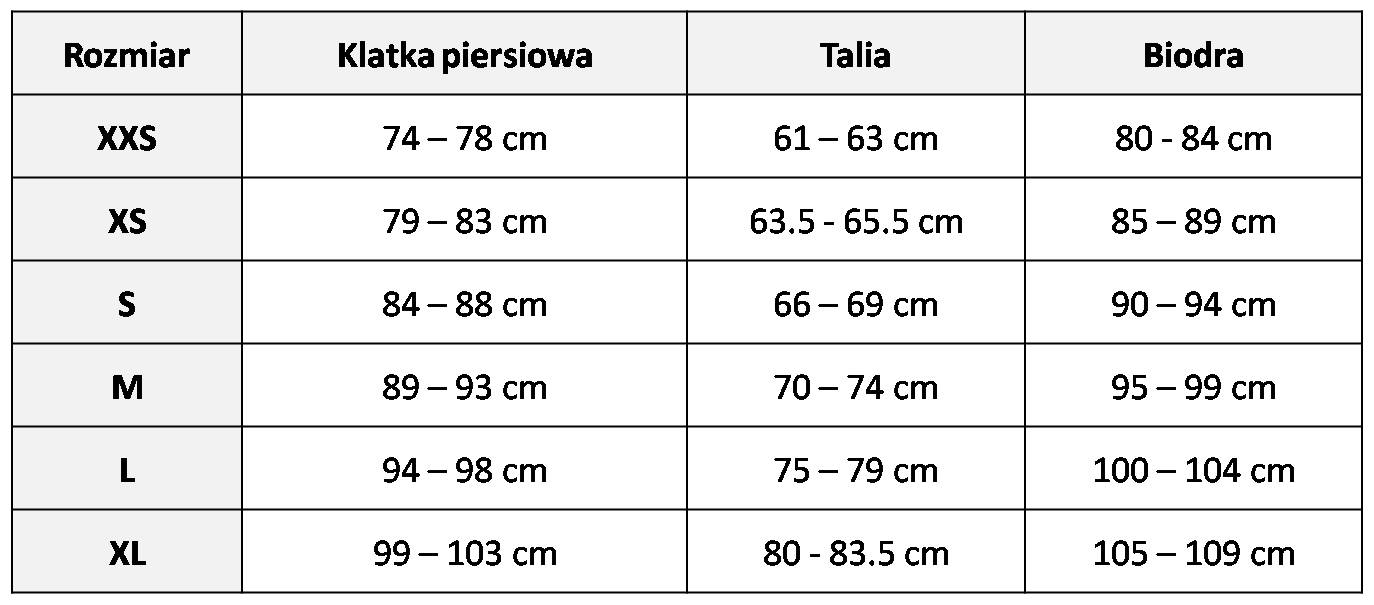 Rozmiar Klatka piersiowa Talia Biodra
XXS 74 – 78 cm 61 – 63 cm 80 - 84 cm
XS 79 – 83 cm 63.5 - 65.5 cm 85 – 89 cm
S 84 – 88 cm 66 – 69 cm 90 – 94 cm
M 89 – 93 cm 70 – 74 cm 95 – 99 cm
L 94 – 98 cm 75 – 79 cm 100 – 104 cm
XL 99 – 103 cm 80 - 83.5 cm 105 – 109 cm